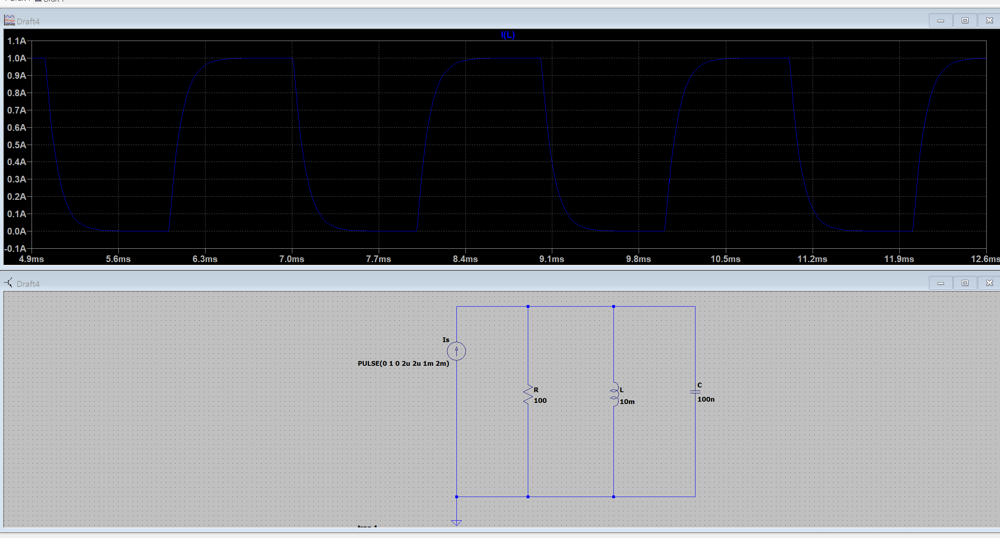 Draft4
I(L)
1.1A
1.0A
0.9A
0.8A
0.7A
0.6A
0.5A
0.4A
0.3A
0.2A
0.1A
0.0A
-0.1A
4.9ms 5.6ms 6.3ms 7.0ms 7.7ms 8.4ms 9.1ms 9.8ms 10.5ms 11.2ms 11.9ms 12.6ms
Draft4
Is
PULSE(0 1 0 2u 2u 1m 2m)
R
100
L
10m
C
100n